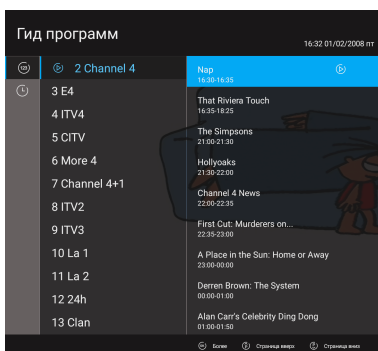 Гид программ
16:32 01/02/2008 пт
123
2 Channel 4
3 E4
4 ITV4
5 CITV
6 More 4
7 Channel 4+1
8 ITV2
9 ITV3
10 La 1
11 La 2
12 24h
13 Clan
Nap
16:30-16:35
That Riviera Touch
16:35-18:25
The Simpsons
21:00-21:30
Hollyoaks
21:30-22:00
Channel 4 News
22:00-22:35
First Cut: Murderers on...
22:35-23:00
A Place in the Sun: Home or Away
23:00-00:00
Derren Brown: The System
00:00-01:00
Alan Carr's Celebrity Ding Dong
01:00-01:50
Более
Страница вверх
Страница вниз